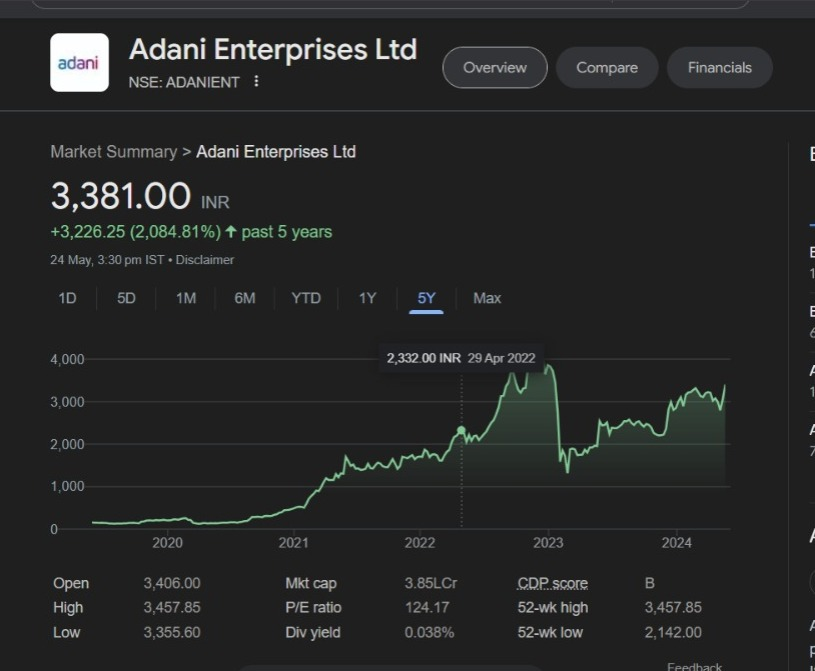 adani
Adani Enterprises Ltd
NSE: ADANIENT
Overview
Compare
Financials
Market Summary > Adani Enterprises Ltd
3,381.00 INR
+3,226.25 (2,084.81%) ↑ past 5 years
24 May, 3:30 pm IST • Disclaimer
1D 5D 1M 6M YTD 1Y 5Y Max
2,332.00 INR 29 Apr 2022
4,000
3,000
2,000
1,000
0
2020 2021 2022 2023 2024
Open 3,406.00 Mkt cap 3.85LCr CDP score B
High 3,457.85 P/E ratio 124.17 52-wk high 3,457.85
Low 3,355.60 Div yield 0.038% 52-wk low 2,142.00
Feedback